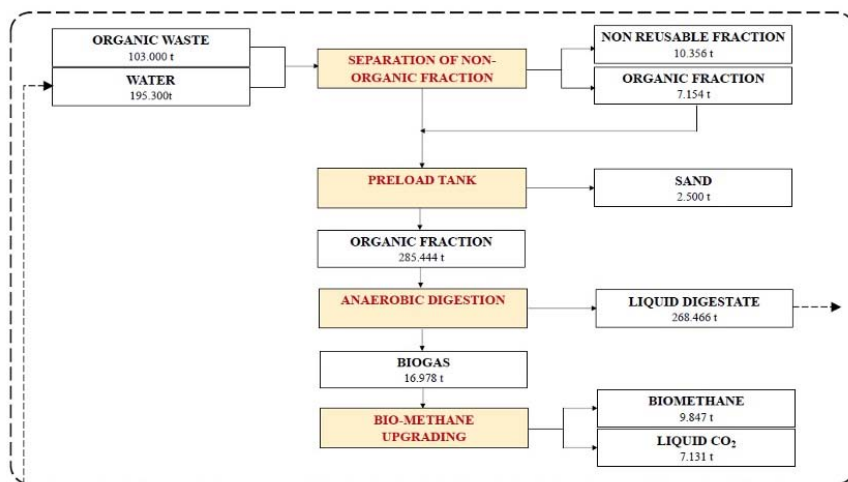 ORGANIC WASTE
103.000 t
WATER
195.300t
SEPARATION OF NON-
ORGANIC FRACTION
NON REUSABLE FRACTION
10.356 t
ORGANIC FRACTION
7.154 t
PRELOAD TANK
SAND
2.500 t
ORGANIC FRACTION
285.444 t
ANAEROBIC DIGESTION
LIQUID DIGESTATE
268.466 t
BIOGAS
16.978 t
BIO-METHANE
UPGRADING
BIOMETHANE
9.847 t
LIQUID CO₂
7.131 t